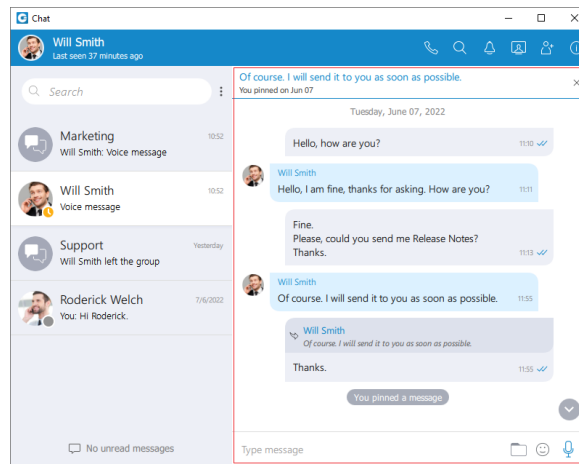 Chat
Will Smith
Last seen 37 minutes ago
Search
Marketing
10:52
Will Smith: Voice message
Will Smith
10:52
Voice message
Support
Yesterday
Will Smith left the group
Roderick Welch
7/6/2022
You: Hi Roderick.
No unread messages
Of course. I will send it to you as soon as possible.
You pinned on Jun 07
Tuesday, June 07, 2022
Hello, how are you?
11:10
Will Smith
Hello, I am fine, thanks for asking. How are you?
11:11
Fine.
Please, could you send me Release Notes?
Thanks.
11:13
Will Smith
Of course. I will send it to you as soon as possible.
11:55
Will Smith
Of course. I will send it to you as soon as possible.
Thanks.
11:55
You pinned a message
Type message